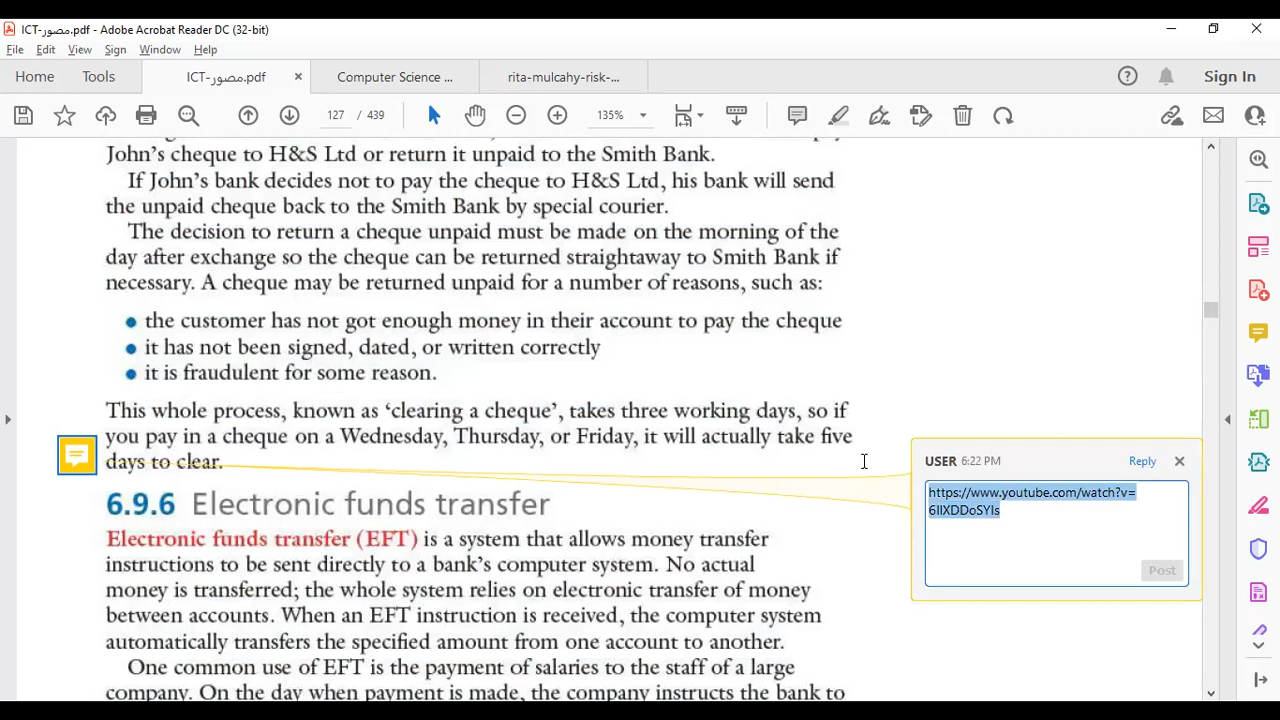 ICT-مصور.pdf - Adobe Acrobat Reader DC (32-bit)
File Edit View Sign Window Help
Home Tools ICT-مصور.pdf × Computer Science ... rita-mulcahy-risk-... Sign In
127 / 439 135%
John's cheque to H&S Ltd or return it unpaid to the Smith Bank.
If John's bank decides not to pay the cheque to H&S Ltd, his bank will send
the unpaid cheque back to the Smith Bank by special courier.
The decision to return a cheque unpaid must be made on the morning of the
day after exchange so the cheque can be returned straightaway to Smith Bank if
necessary. A cheque may be returned unpaid for a number of reasons, such as:
• the customer has not got enough money in their account to pay the cheque
• it has not been signed, dated, or written correctly
• it is fraudulent for some reason.
This whole process, known as 'clearing a cheque', takes three working days, so if
you pay in a cheque on a Wednesday, Thursday, or Friday, it will actually take five
days to clear.
6.9.6 Electronic funds transfer
Electronic funds transfer (EFT) is a system that allows money transfer
instructions to be sent directly to a bank's computer system. No actual
money is transferred; the whole system relies on electronic transfer of money
between accounts. When an EFT instruction is received, the computer system
automatically transfers the specified amount from one account to another.
One common use of EFT is the payment of salaries to the staff of a large
company. On the day when payment is made, the company instructs the bank to
USER 6:22 PM Reply
https://www.youtube.com/watch?v=
6IIXDDoSYIs
Post